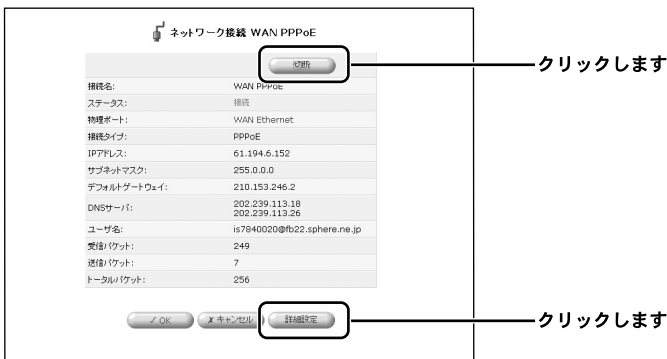 ネットワーク接続 WAN PPPoE
切断
クリックします
接続名: WAN PPPoE
ステータス: 接続
物理ポート: WAN Ethernet
接続タイプ: PPPoE
IPアドレス: 61.194.6.152
サブネットマスク: 255.0.0.0
デフォルトゲートウェイ: 210.153.246.2
DNSサーバ: 202.239.113.18
202.239.113.26
ユーザ名: is7840020@fb22.sphere.ne.jp
受信パケット: 249
送信パケット: 7
トータルパケット: 256
✓ OK X キャンセル 詳細設定
クリックします